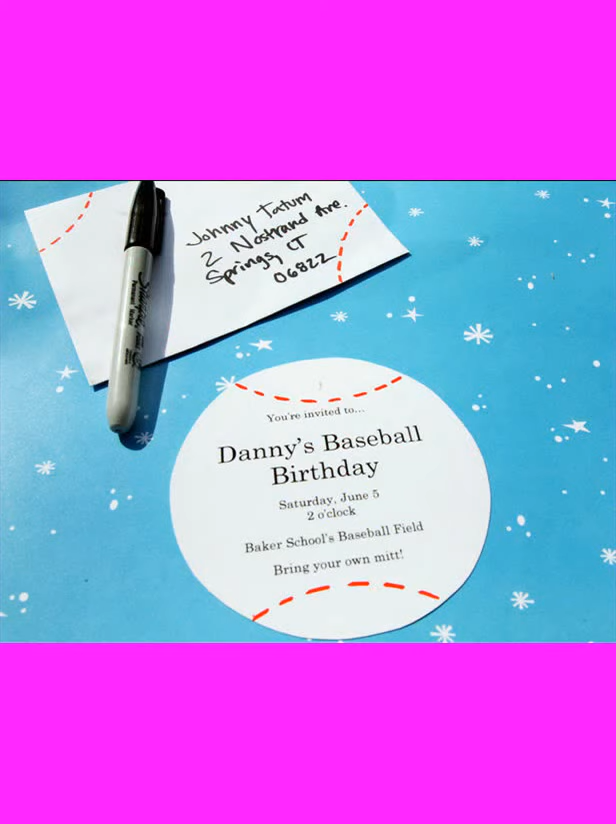 Johnny Tatum
2 Nostrand Ave.
Springs, CT
06822
Sharpie
You're invited to...
Danny's Baseball
Birthday
Saturday, June 5
2 o'clock
Baker School's Baseball Field
Bring your own mitt!